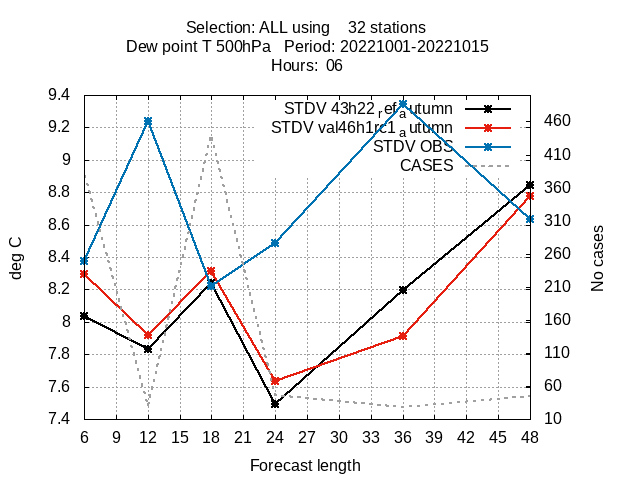 Selection: ALL using 32 stations
Dew point T 500hPa Period: 20221001-20221015
Hours: 06
STDV 43h22_ref_autumn
STDV val46h1rc1_autumn
STDV OBS
CASES
9.4
9.2
9
8.8
8.6
8.4
8.2
8
7.8
7.6
7.4
460
410
360
310
260
210
160
110
60
10
deg C
No cases
6 9 12 15 18 21 24 27 30 33 36 39 42 45 48
Forecast length